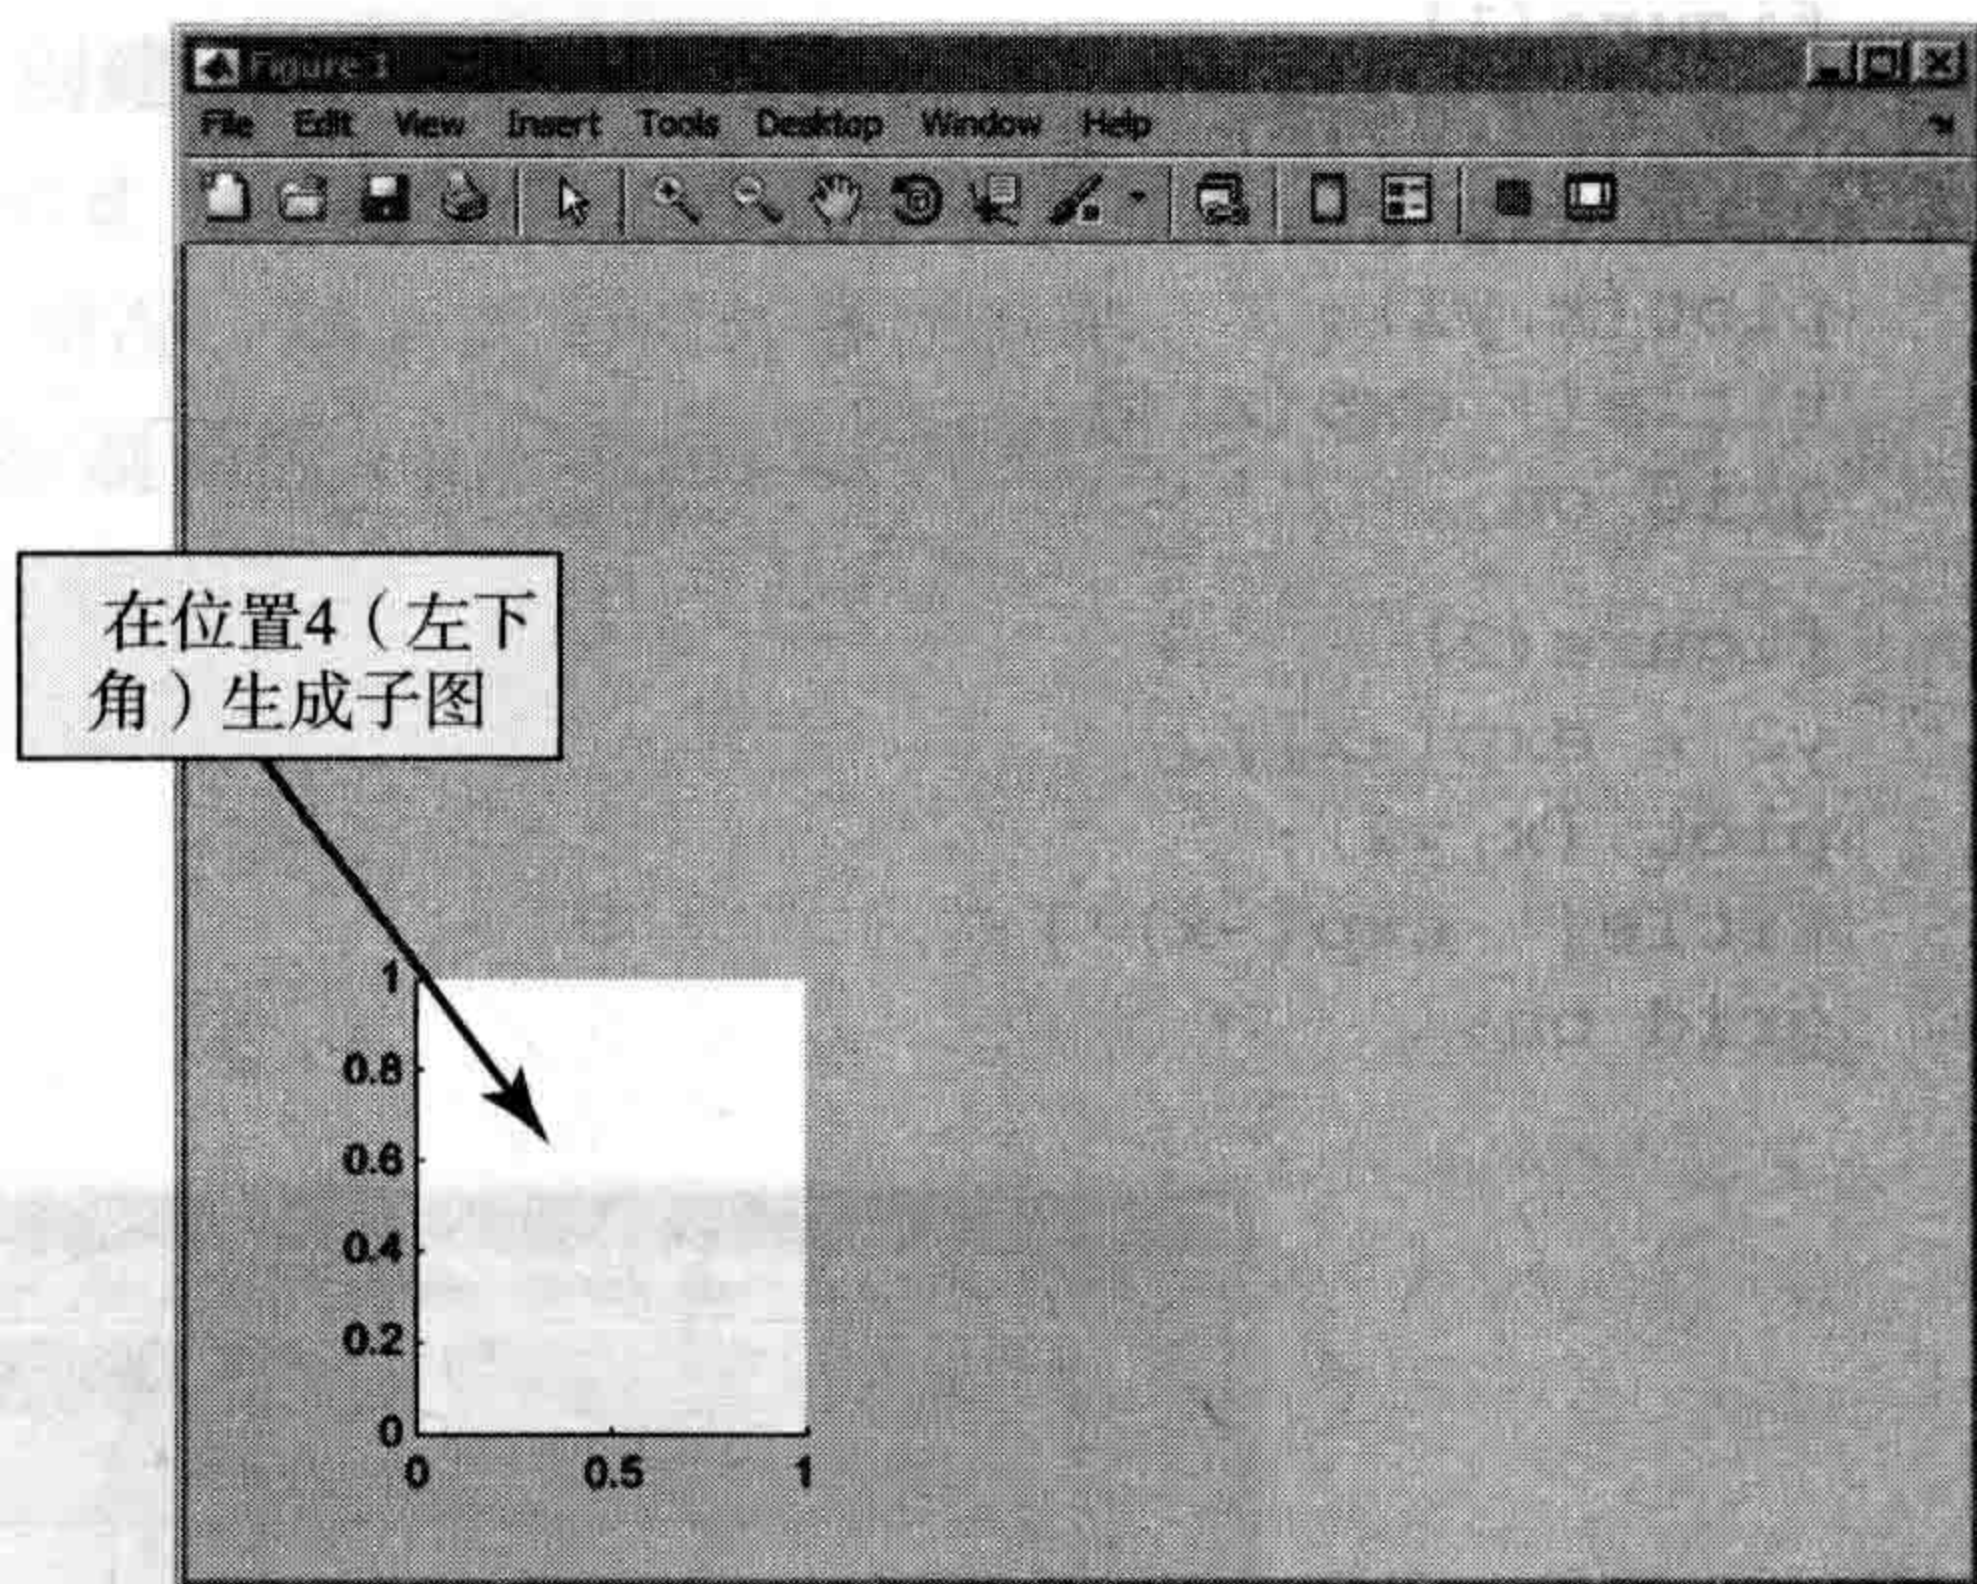 Figure 1
File Edit View Insert Tools Desktop Window Help
在位置4（左下
角）生成子图
1
0.8
0.6
0.4
0.2
0
0 0.5 1